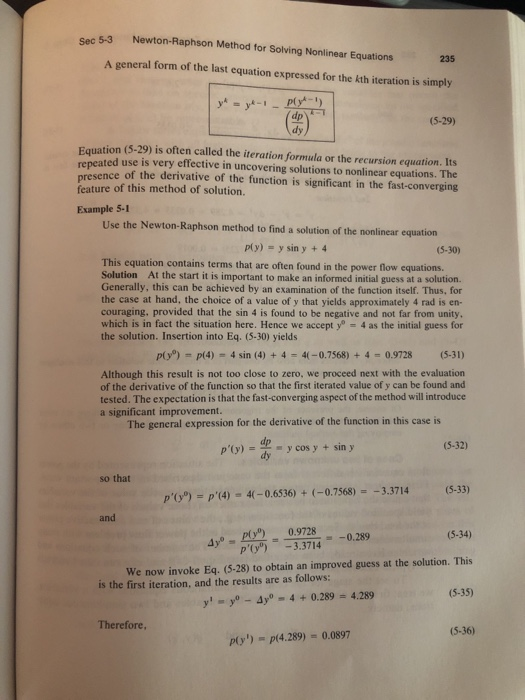 Sec 5-3 Newton-Raphson Method for Solving Nonlinear Equations 235
A general form of the last equation expressed for the kth iteration is simply
y^k = y^{k-1} - p(y^{k-1}) / (dp/dy)^{k-1} (5-29)
Equation (5-29) is often called the iteration formula or the recursion equation. Its
repeated use is very effective in uncovering solutions to nonlinear equations. The
presence of the derivative of the function is significant in the fast-converging
feature of this method of solution.
Example 5-1
Use the Newton-Raphson method to find a solution of the nonlinear equation
p(y) = y sin y + 4 (5-30)
This equation contains terms that are often found in the power flow equations.
Solution At the start it is important to make an informed initial guess at a solution.
Generally, this can be achieved by an examination of the function itself. Thus, for
the case at hand, the choice of a value of y that yields approximately 4 rad is en-
couraging, provided that the sin 4 is found to be negative and not far from unity,
which is in fact the situation here. Hence we accept y⁰ = 4 as the initial guess for
the solution. Insertion into Eq. (5-30) yields
p(y⁰) = p(4) = 4 sin (4) + 4 = 4(-0.7568) + 4 = 0.9728 (5-31)
Although this result is not too close to zero, we proceed next with the evaluation
of the derivative of the function so that the first iterated value of y can be found and
tested. The expectation is that the fast-converging aspect of the method will introduce
a significant improvement.
The general expression for the derivative of the function in this case is
p'(y) = dp/dy = y cos y + sin y (5-32)
so that
p'(y⁰) = p'(4) = 4(-0.6536) + (-0.7568) = -3.3714 (5-33)
and
Δy⁰ = p(y⁰)/p'(y⁰) = 0.9728/-3.3714 = -0.289 (5-34)
We now invoke Eq. (5-28) to obtain an improved guess at the solution. This
is the first iteration, and the results are as follows:
y¹ = y⁰ - Δy⁰ = 4 + 0.289 = 4.289 (5-35)
Therefore,
p(y¹) = p(4.289) = 0.0897 (5-36)